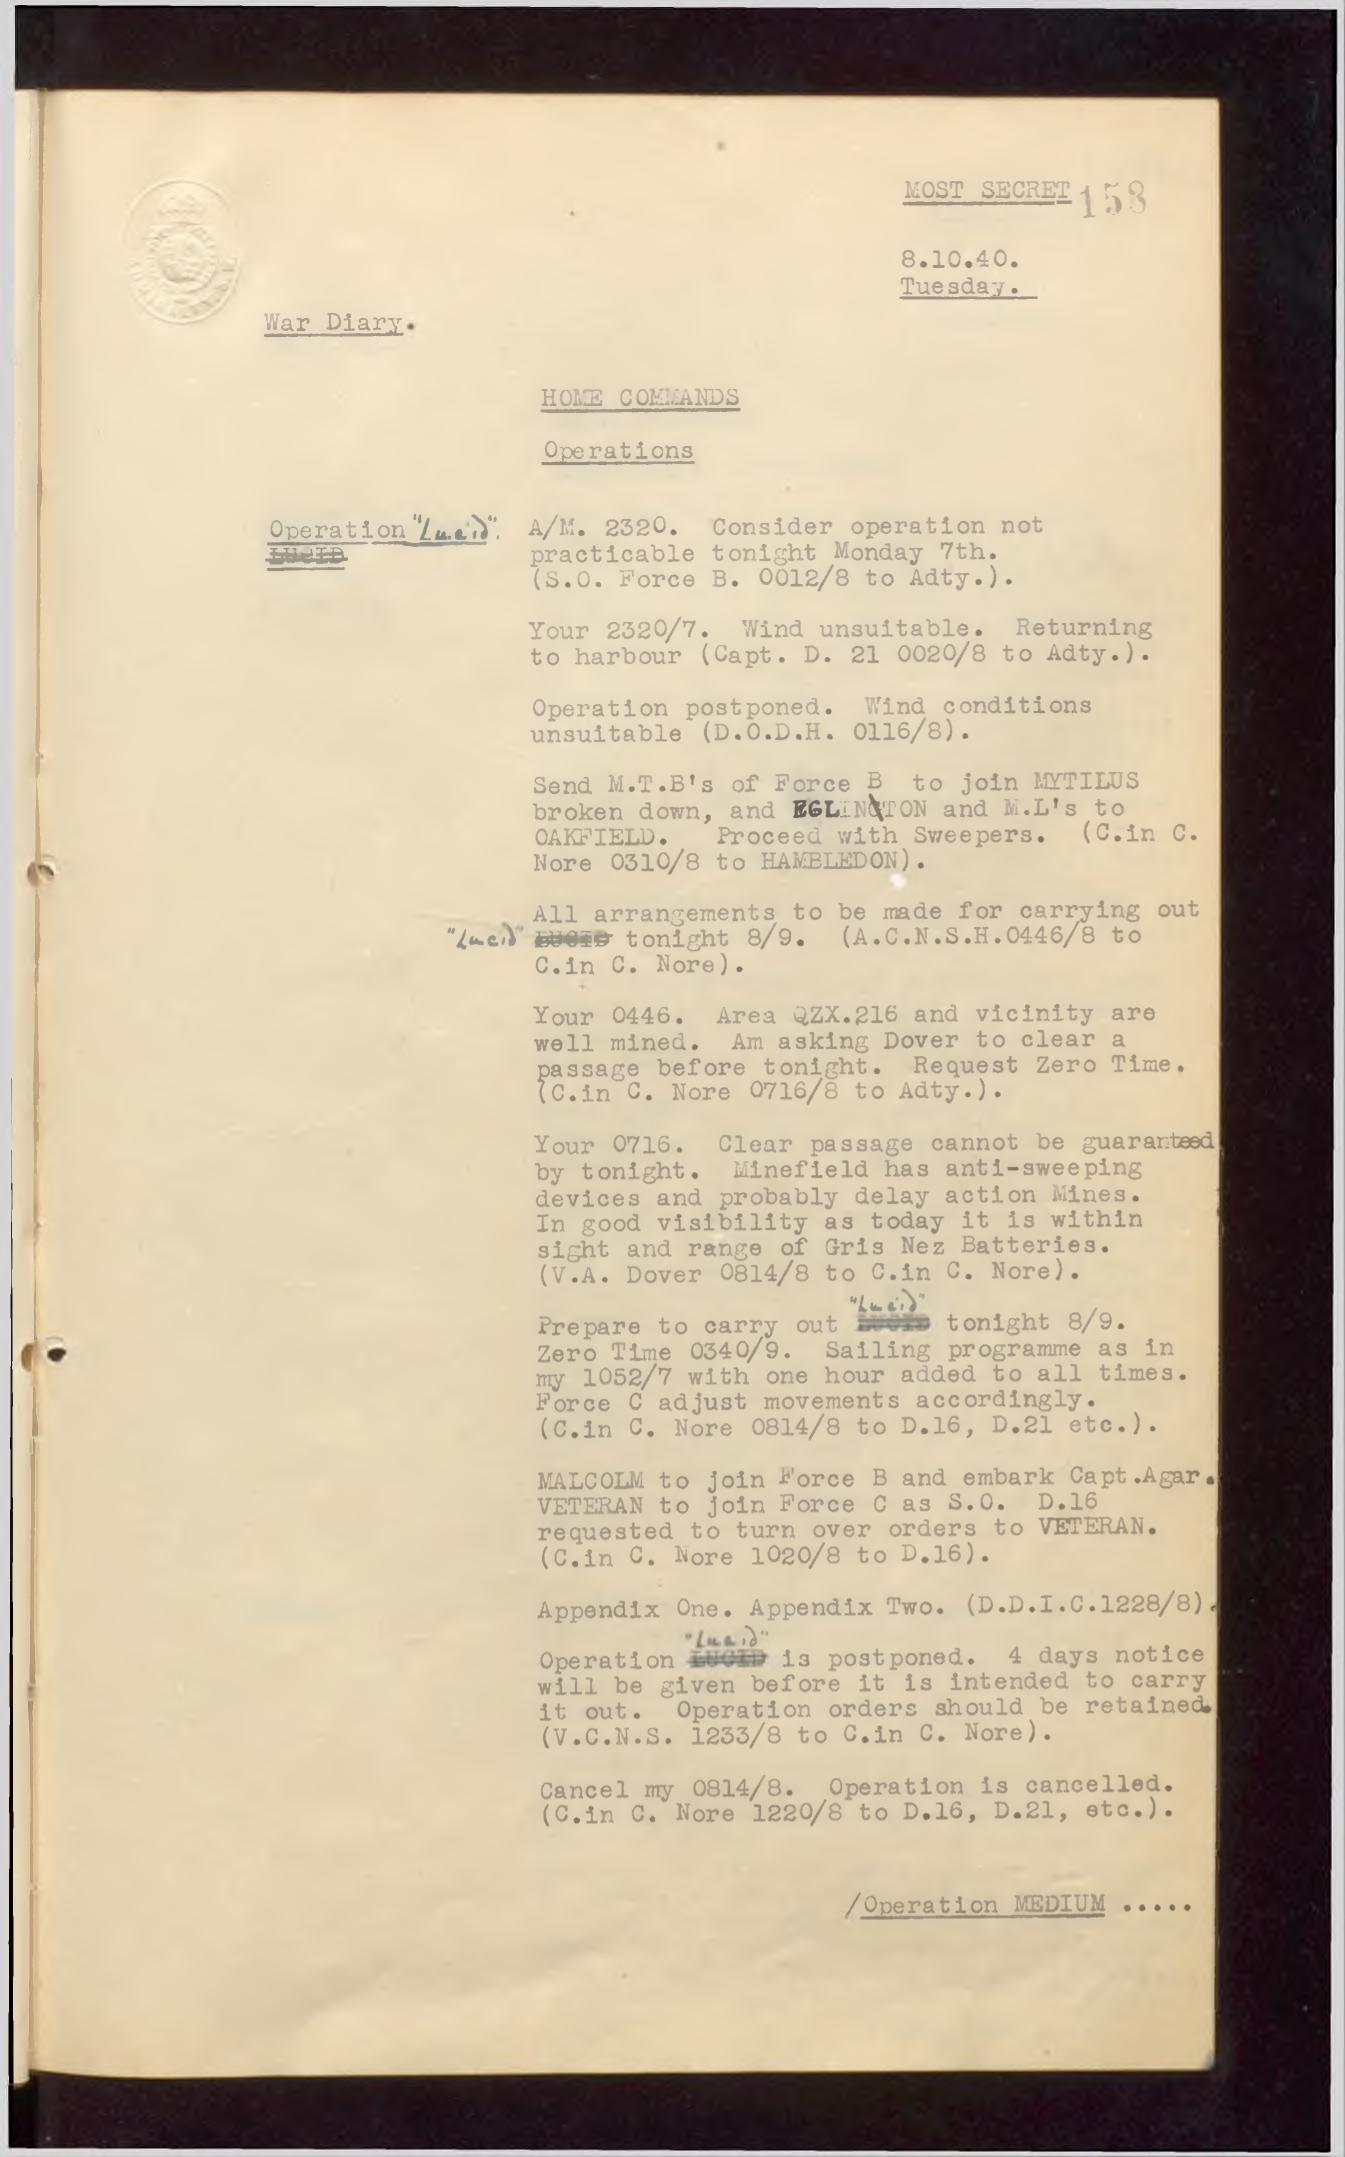 MOST SECRET 158
8.10.40.
Tuesday.
War Diary.
HOME COMMANDS
Operations
Operation "Lucid".
LUCID
A/M. 2320. Consider operation not
practicable tonight Monday 7th.
(S.O. Force B. 0012/8 to Adty.).
Your 2320/7. Wind unsuitable. Returning
to harbour (Capt. D. 21 0020/8 to Adty.).
Operation postponed. Wind conditions
unsuitable (D.O.D.H. 0116/8).
Send M.T.B's of Force B to join MYTILUS
broken down, and EGLINTON and M.L's to
OAKFIELD. Proceed with Sweepers. (C.in C.
Nore 0310/8 to HAMBLEDON).
All arrangements to be made for carrying out
"Lucid" LUCID tonight 8/9. (A.C.N.S.H.0446/8 to
C.in C. Nore).
Your 0446. Area QZX.216 and vicinity are
well mined. Am asking Dover to clear a
passage before tonight. Request Zero Time.
(C.in C. Nore 0716/8 to Adty.).
Your 0716. Clear passage cannot be guaranteed
by tonight. Minefield has anti-sweeping
devices and probably delay action Mines.
In good visibility as today it is within
sight and range of Gris Nez Batteries.
(V.A. Dover 0814/8 to C.in C. Nore).
"Lucid"
Prepare to carry out LUCID tonight 8/9.
Zero Time 0340/9. Sailing programme as in
my 1052/7 with one hour added to all times.
Force C adjust movements accordingly.
(C.in C. Nore 0814/8 to D.16, D.21 etc.).
MALCOLM to join Force B and embark Capt.Agar.
VETERAN to join Force C as S.O. D.16
requested to turn over orders to VETERAN.
(C.in C. Nore 1020/8 to D.16).
Appendix One. Appendix Two. (D.D.I.C.1228/8).
"Lucid"
Operation LUCID is postponed. 4 days notice
will be given before it is intended to carry
it out. Operation orders should be retained.
(V.C.N.S. 1233/8 to C.in C. Nore).
Cancel my 0814/8. Operation is cancelled.
(C.in C. Nore 1220/8 to D.16, D.21, etc.).
/Operation MEDIUM .....